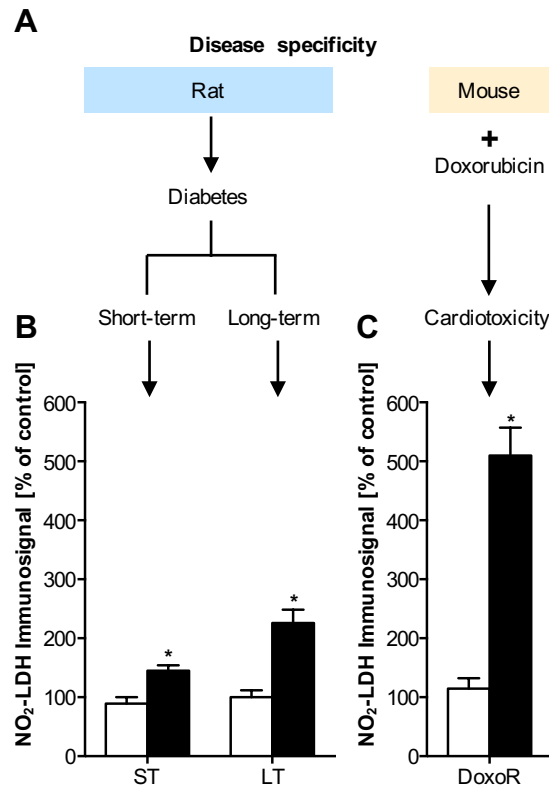 A
Disease specificity
Rat
Mouse
+
Doxorubicin
Diabetes
Short-term
Long-term
Cardiotoxicity
B
C
NO₂-LDH Immunosignal [% of control]
600
500
400
300
200
100
0
*
*
ST
LT
NO₂-LDH Immunosignal [% of control]
600
500
400
300
200
100
0
*
DoxoR